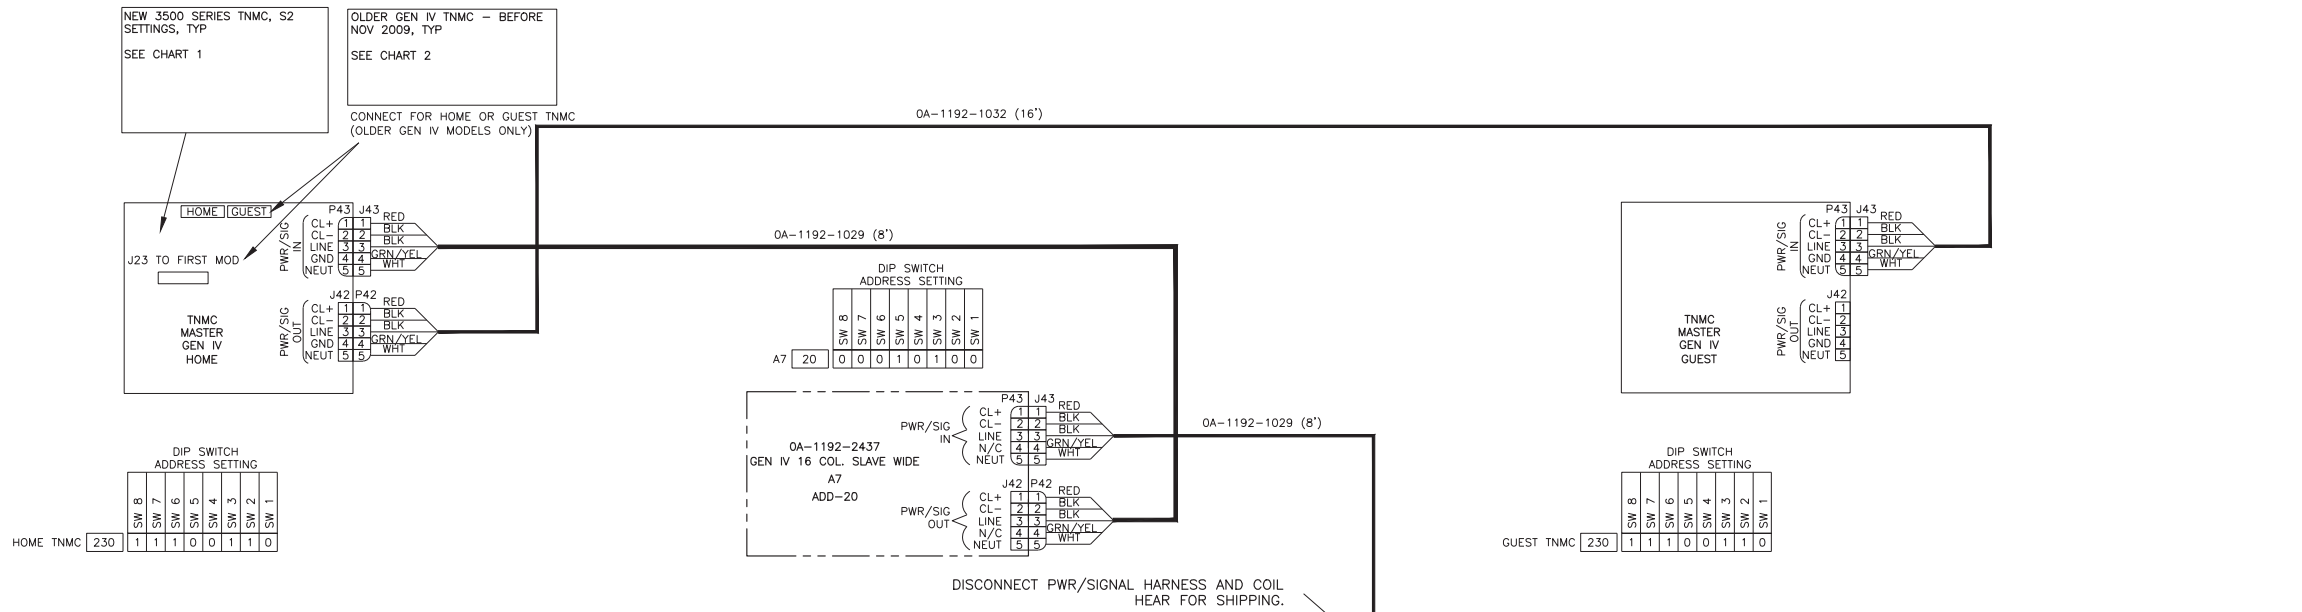 NEW 3500 SERIES TNMC, S2
SETTINGS, TYP
SEE CHART 1
OLDER GEN IV TNMC – BEFORE
NOV 2009, TYP
SEE CHART 2
CONNECT FOR HOME OR GUEST TNMC
(OLDER GEN IV MODELS ONLY)
0A-1192-1032 (16')
HOME GUEST
J23 TO FIRST MOD
TNMC
MASTER
GEN IV
HOME
PWR/SIG
IN
P43 J43
CL+ 1 1 RED
CL- 2 2 BLK
LINE 3 3 BLK
GND 4 4 GRN/YEL
NEUT 5 5 WHT
PWR/SIG
OUT
J42 P42
CL+ 1 1 RED
CL- 2 2 BLK
LINE 3 3 BLK
GND 4 4 GRN/YEL
NEUT 5 5 WHT
0A-1192-1029 (8')
DIP SWITCH
ADDRESS SETTING
SW 8 SW 7 SW 6 SW 5 SW 4 SW 3 SW 2 SW 1
A7 20 0 0 0 1 0 1 0 0
TNMC
MASTER
GEN IV
GUEST
PWR/SIG
IN
P43 J43
CL+ 1 1 RED
CL- 2 2 BLK
LINE 3 3 BLK
GND 4 4 GRN/YEL
NEUT 5 5 WHT
PWR/SIG
OUT
J42
CL+ 1
CL- 2
LINE 3
GND 4
NEUT 5
0A-1192-2437
GEN IV 16 COL. SLAVE WIDE
A7
ADD-20
PWR/SIG
IN
P43 J43
CL+ 1 1 RED
CL- 2 2 BLK
LINE 3 3 BLK
N/C 4 4 GRN/YEL
NEUT 5 5 WHT
PWR/SIG
OUT
J42 P42
CL+ 1 1 RED
CL- 2 2 BLK
LINE 3 3 BLK
N/C 4 4 GRN/YEL
NEUT 5 5 WHT
0A-1192-1029 (8')
DIP SWITCH
ADDRESS SETTING
SW 8 SW 7 SW 6 SW 5 SW 4 SW 3 SW 2 SW 1
HOME TNMC 230 1 1 1 0 0 1 1 0
DIP SWITCH
ADDRESS SETTING
SW 8 SW 7 SW 6 SW 5 SW 4 SW 3 SW 2 SW 1
GUEST TNMC 230 1 1 1 0 0 1 1 0
DISCONNECT PWR/SIGNAL HARNESS AND COIL
HEAR FOR SHIPPING.